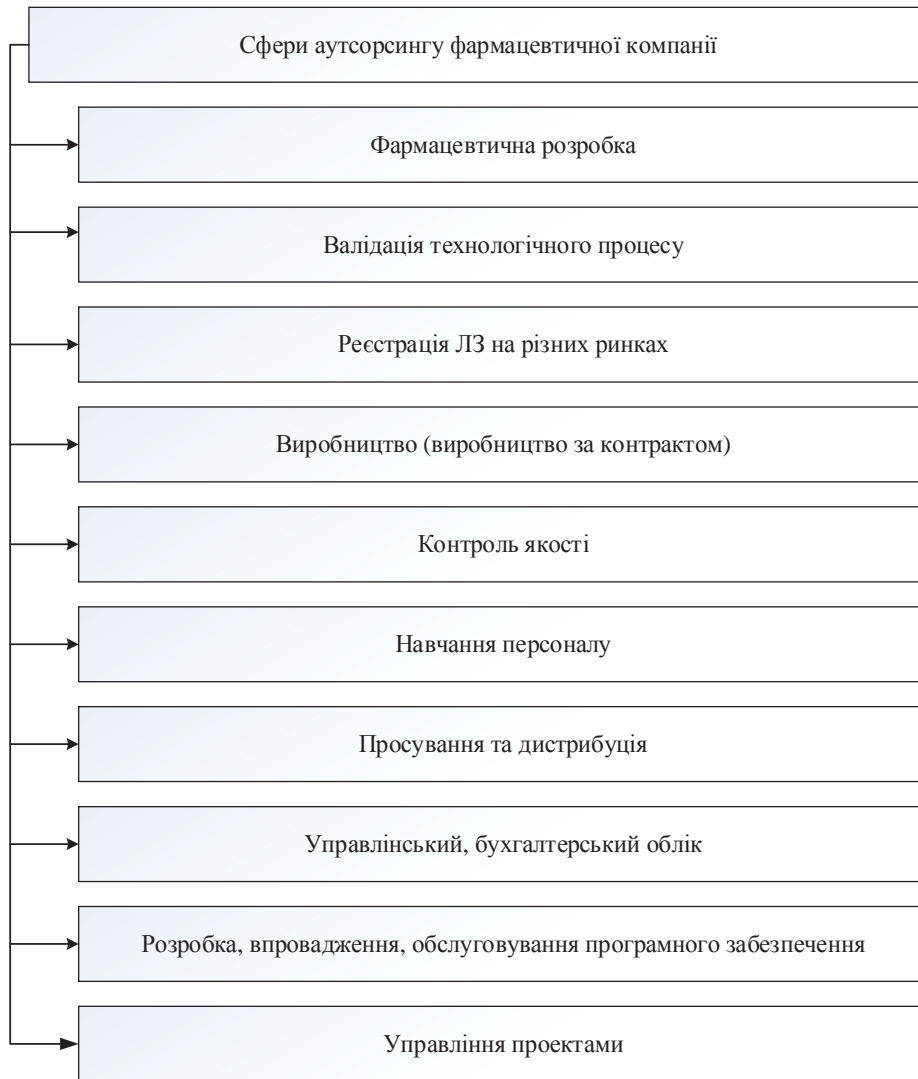 Сфери аутсорсингу фармацевтичної компанії
Фармацевтична розробка
Валідація технологічного процесу
Реєстрація ЛЗ на різних ринках
Виробництво (виробництво за контрактом)
Контроль якості
Навчання персоналу
Просування та дистрибуція
Управлінський, бухгалтерський облік
Розробка, впровадження, обслуговування програмного забезпечення
Управління проектами